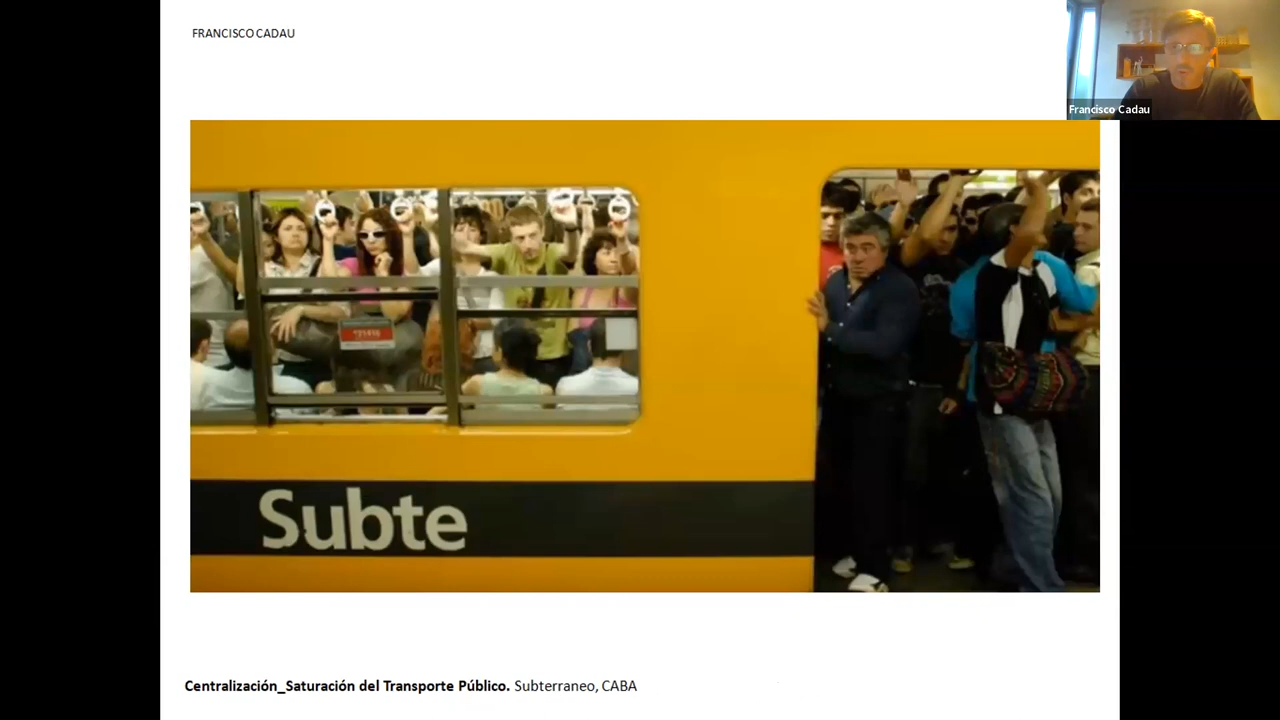 FRANCISCO CADAU
Francisco Cadau
Subte
Centralización_Saturación del Transporte Público. Subterraneo, CABA